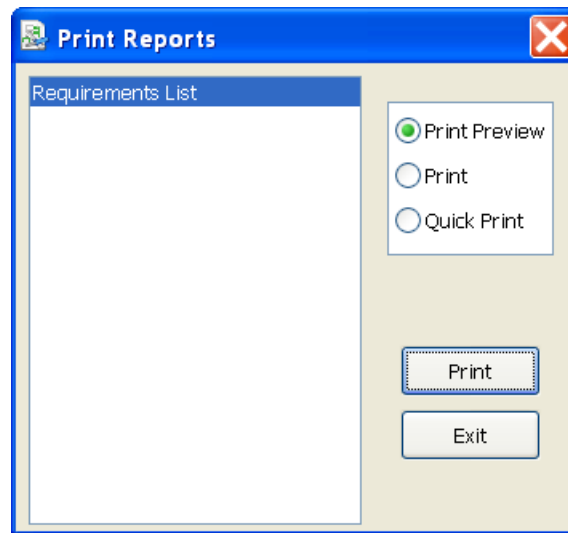 Print Reports
Requirements List
Print Preview
Print
Quick Print
Print
Exit